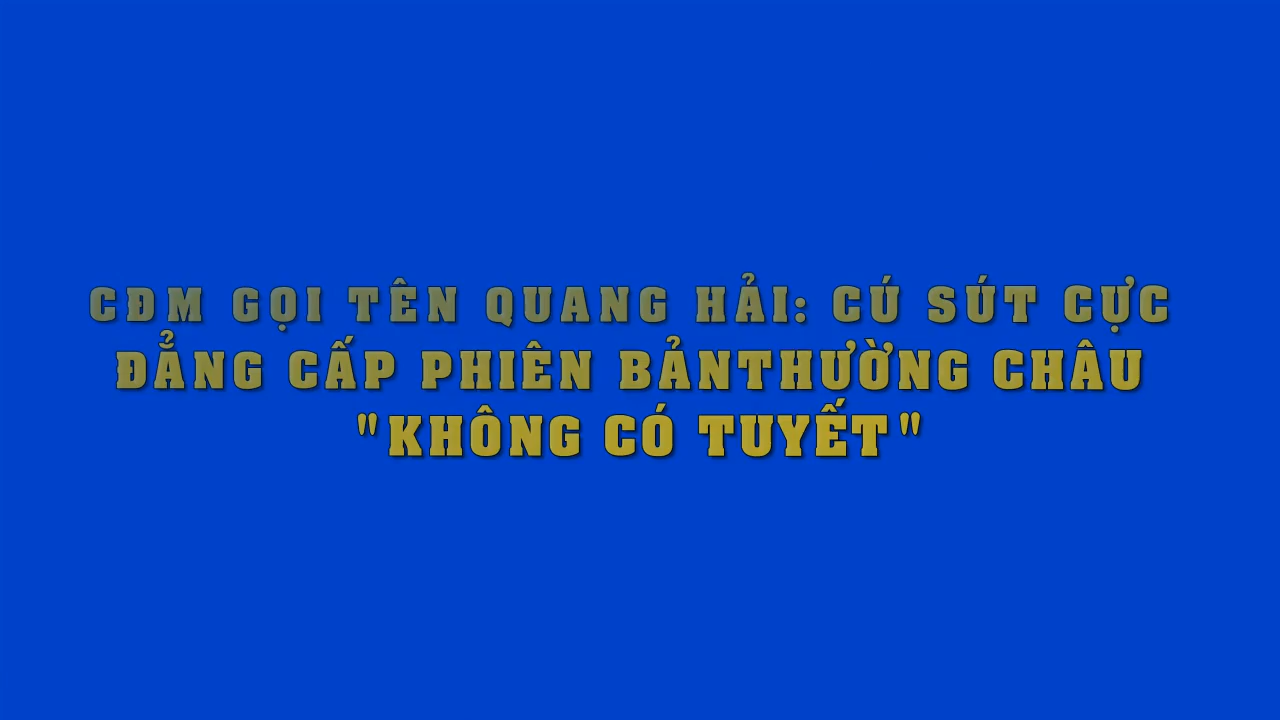 CĐM GỌI TÊN QUANG HẢI: CÚ SÚT CỰC
ĐẲNG CẤP PHIÊN BẢNTHƯỜNG CHÂU
"KHÔNG CÓ TUYẾT"